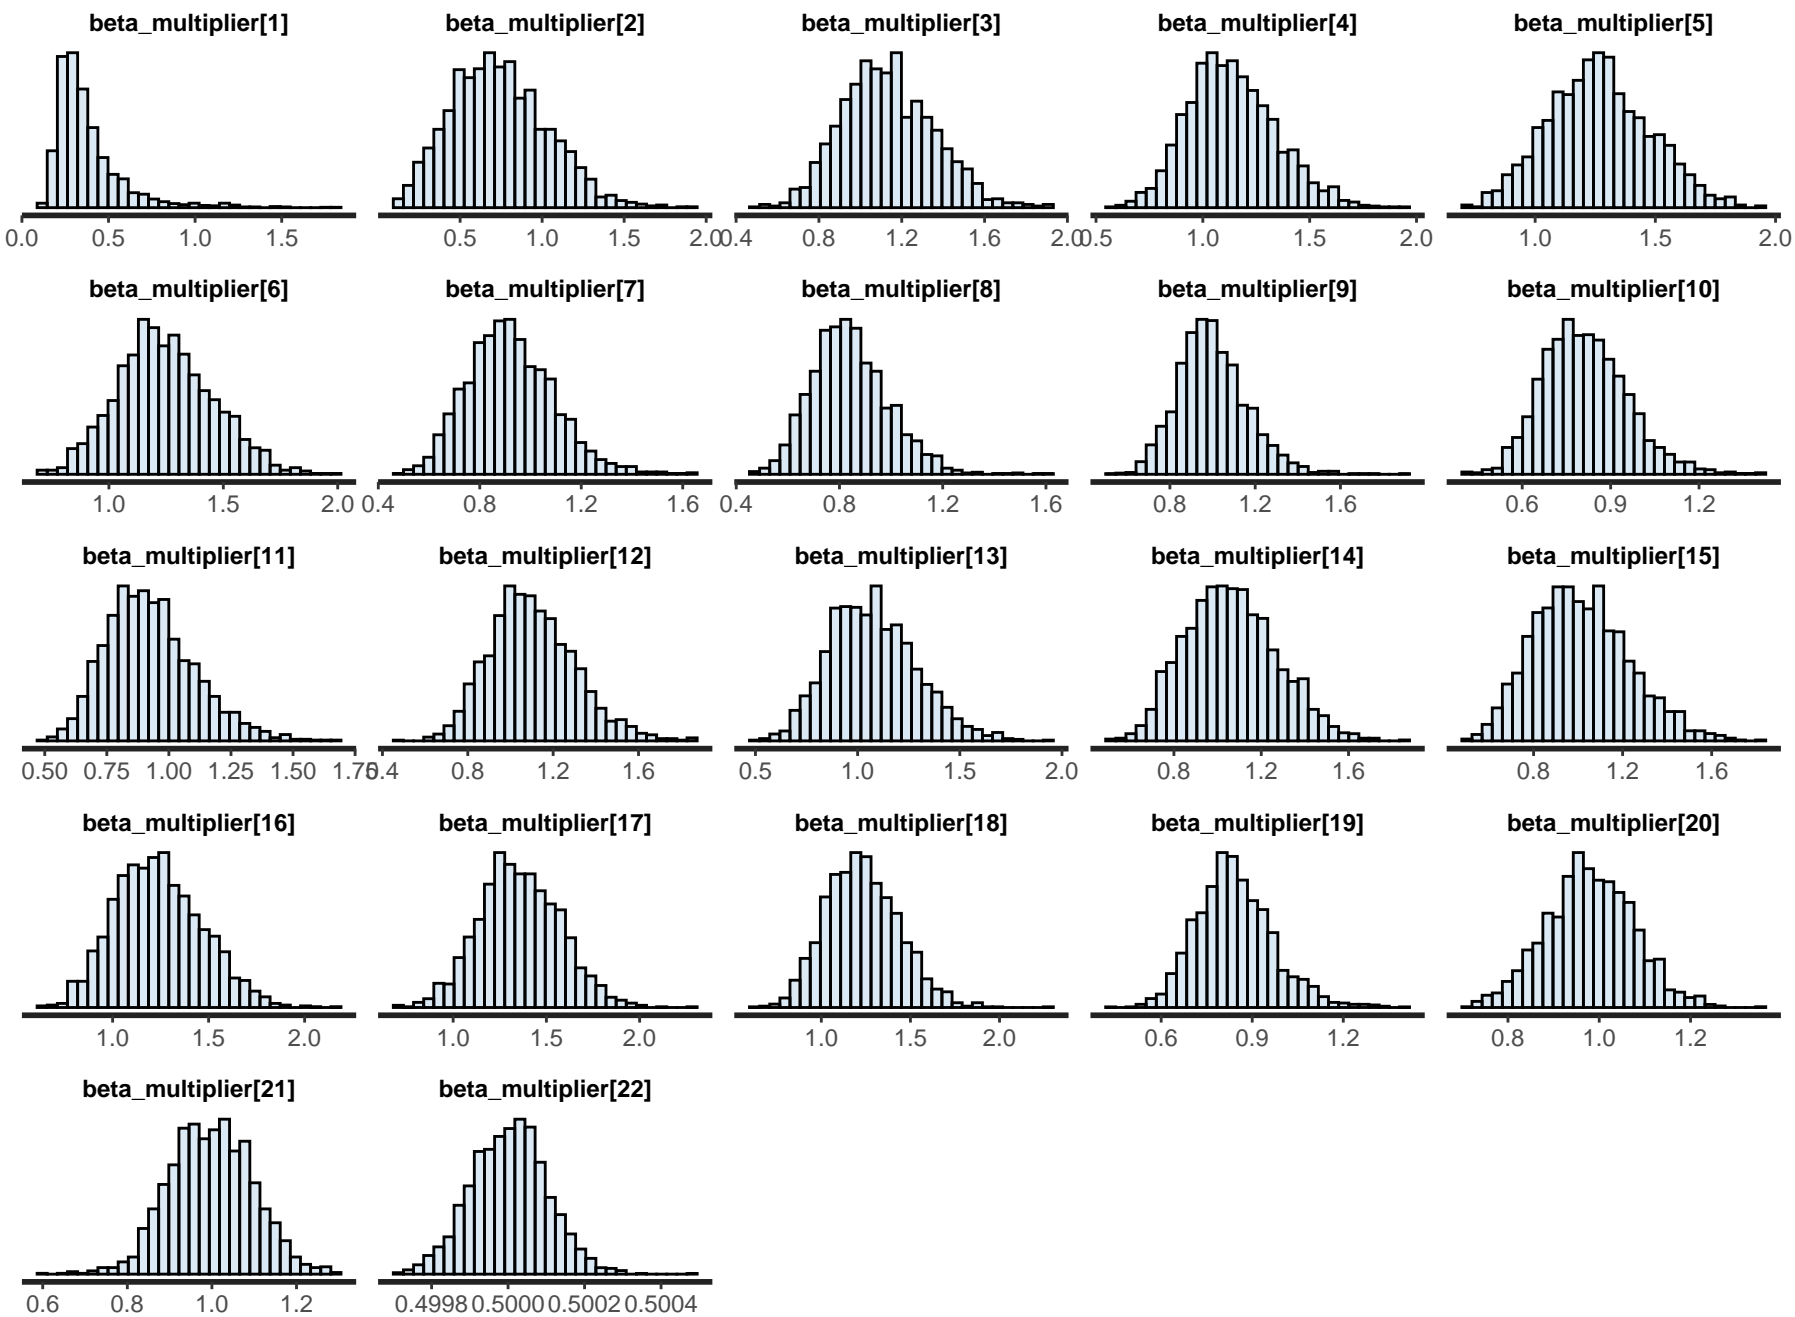 beta_multiplier[1] beta_multiplier[2] beta_multiplier[3] beta_multiplier[4] beta_multiplier[5]
0.0 0.5 1.0 1.5 0.5 1.0 1.5 2.0 0.4 0.8 1.2 1.6 2.0 0.5 1.0 1.5 2.0 1.0 1.5 2.0
beta_multiplier[6] beta_multiplier[7] beta_multiplier[8] beta_multiplier[9] beta_multiplier[10]
1.0 1.5 2.0 0.4 0.8 1.2 1.6 0.4 0.8 1.2 1.6 0.8 1.2 1.6 0.6 0.9 1.2
beta_multiplier[11] beta_multiplier[12] beta_multiplier[13] beta_multiplier[14] beta_multiplier[15]
0.50 0.75 1.00 1.25 1.50 1.75 0.4 0.8 1.2 1.6 0.5 1.0 1.5 2.0 0.8 1.2 1.6 0.8 1.2 1.6
beta_multiplier[16] beta_multiplier[17] beta_multiplier[18] beta_multiplier[19] beta_multiplier[20]
1.0 1.5 2.0 1.0 1.5 2.0 1.0 1.5 2.0 0.6 0.9 1.2 0.8 1.0 1.2
beta_multiplier[21] beta_multiplier[22]
0.6 0.8 1.0 1.2 0.4998 0.5000 0.5002 0.5004